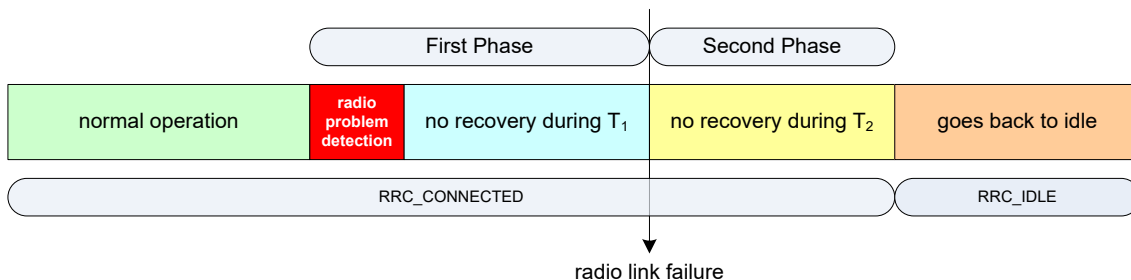 First Phase
Second Phase
normal operation
radio
problem
detection
no recovery during T₁
no recovery during T₂
goes back to idle
RRC_CONNECTED
RRC_IDLE
radio link failure